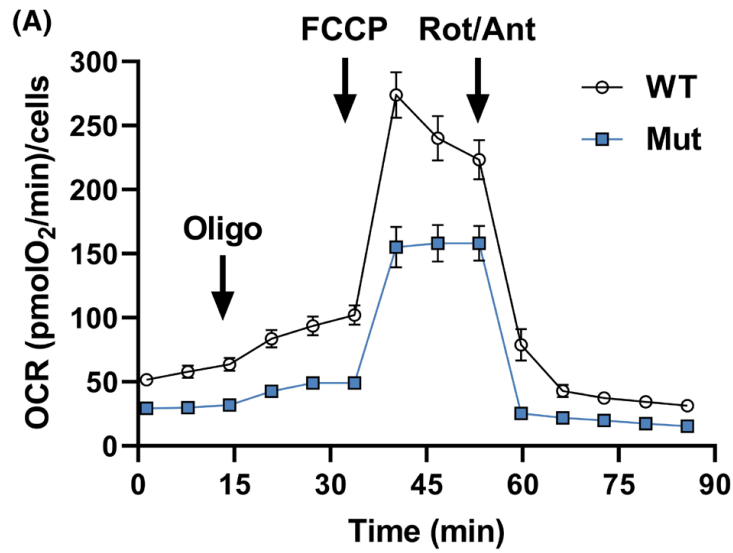 (A)
FCCP Rot/Ant
Oligo
WT
Mut
OCR (pmolO₂/min)/cells
300
250
200
150
100
50
0
0 15 30 45 60 75 90
Time (min)